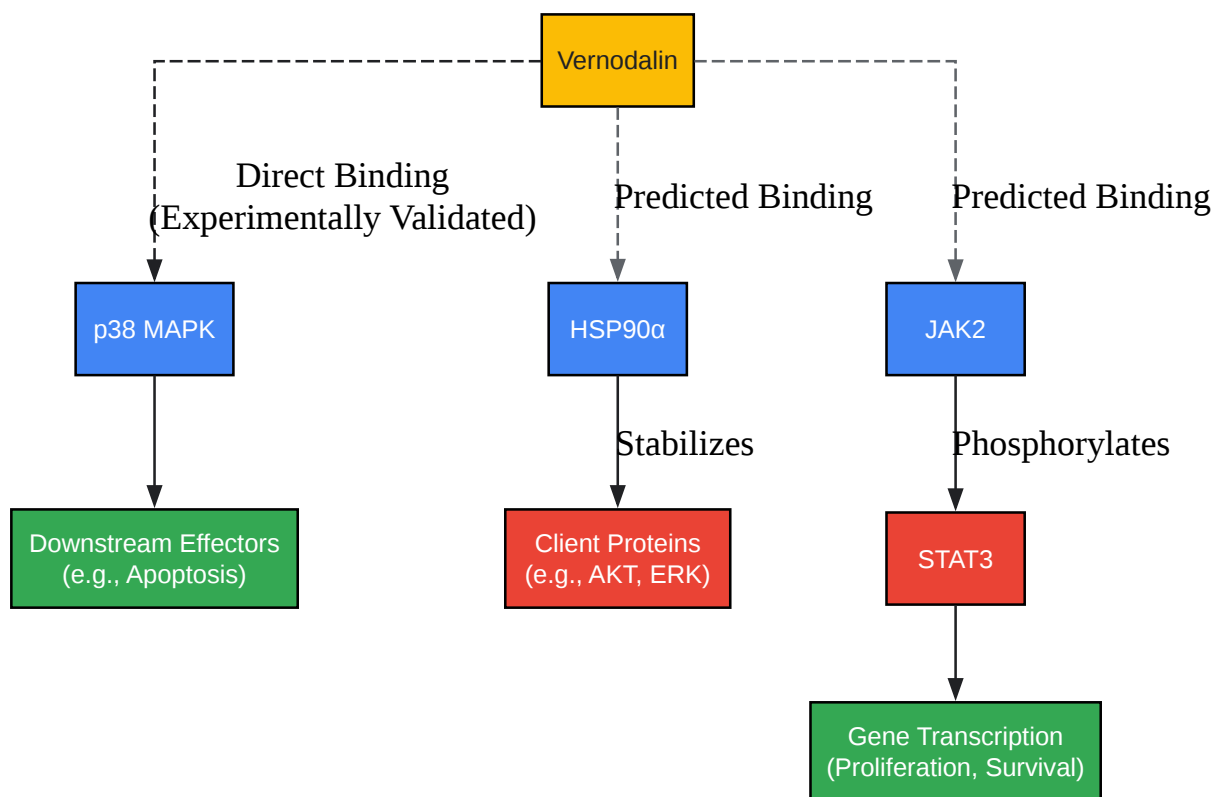 Vernodalin
Direct Binding
(Experimentally Validated)
Predicted Binding
Predicted Binding
p38 MAPK
HSP90α
JAK2
Stabilizes
Phosphorylates
Downstream Effectors
(e.g., Apoptosis)
Client Proteins
(e.g., AKT, ERK)
STAT3
Gene Transcription
(Proliferation, Survival)